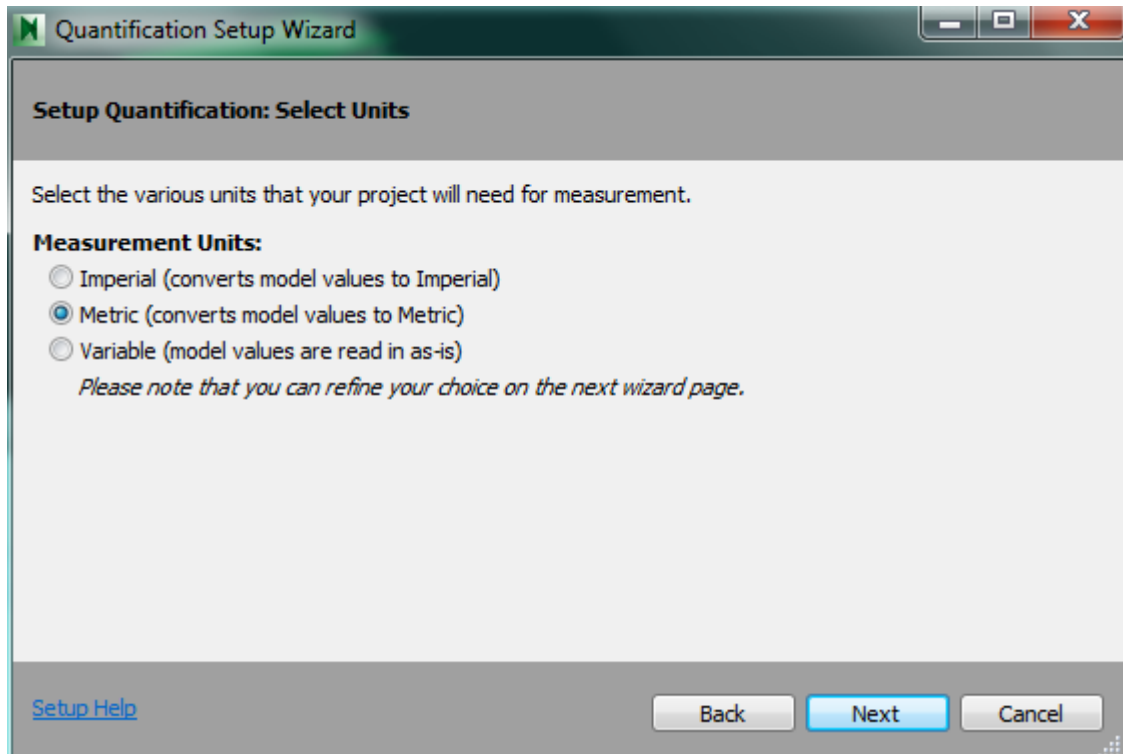 Quantification Setup Wizard
Setup Quantification: Select Units
Select the various units that your project will need for measurement.
Measurement Units:
Imperial (converts model values to Imperial)
Metric (converts model values to Metric)
Variable (model values are read in as-is)
Please note that you can refine your choice on the next wizard page.
Setup Help
Back
Next
Cancel